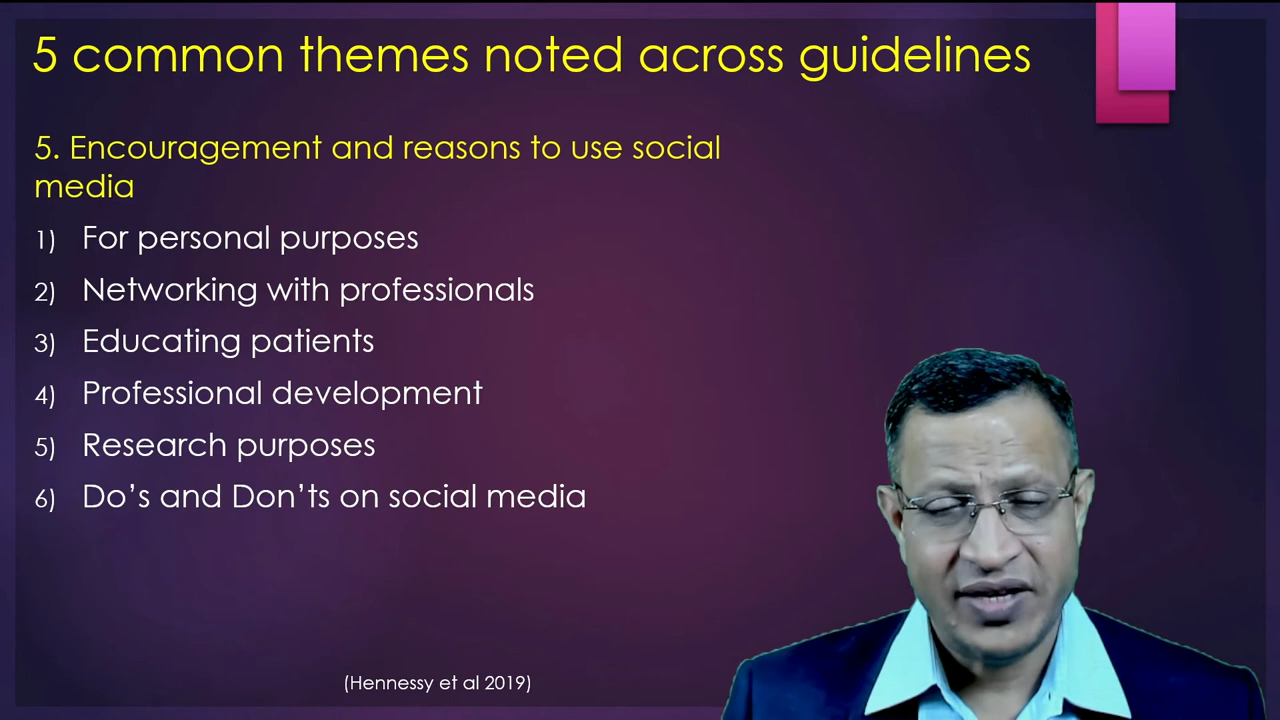 5 common themes noted across guidelines
5. Encouragement and reasons to use social
media
1) For personal purposes
2) Networking with professionals
3) Educating patients
4) Professional development
5) Research purposes
6) Do’s and Don’ts on social media
(Hennessy et al 2019)